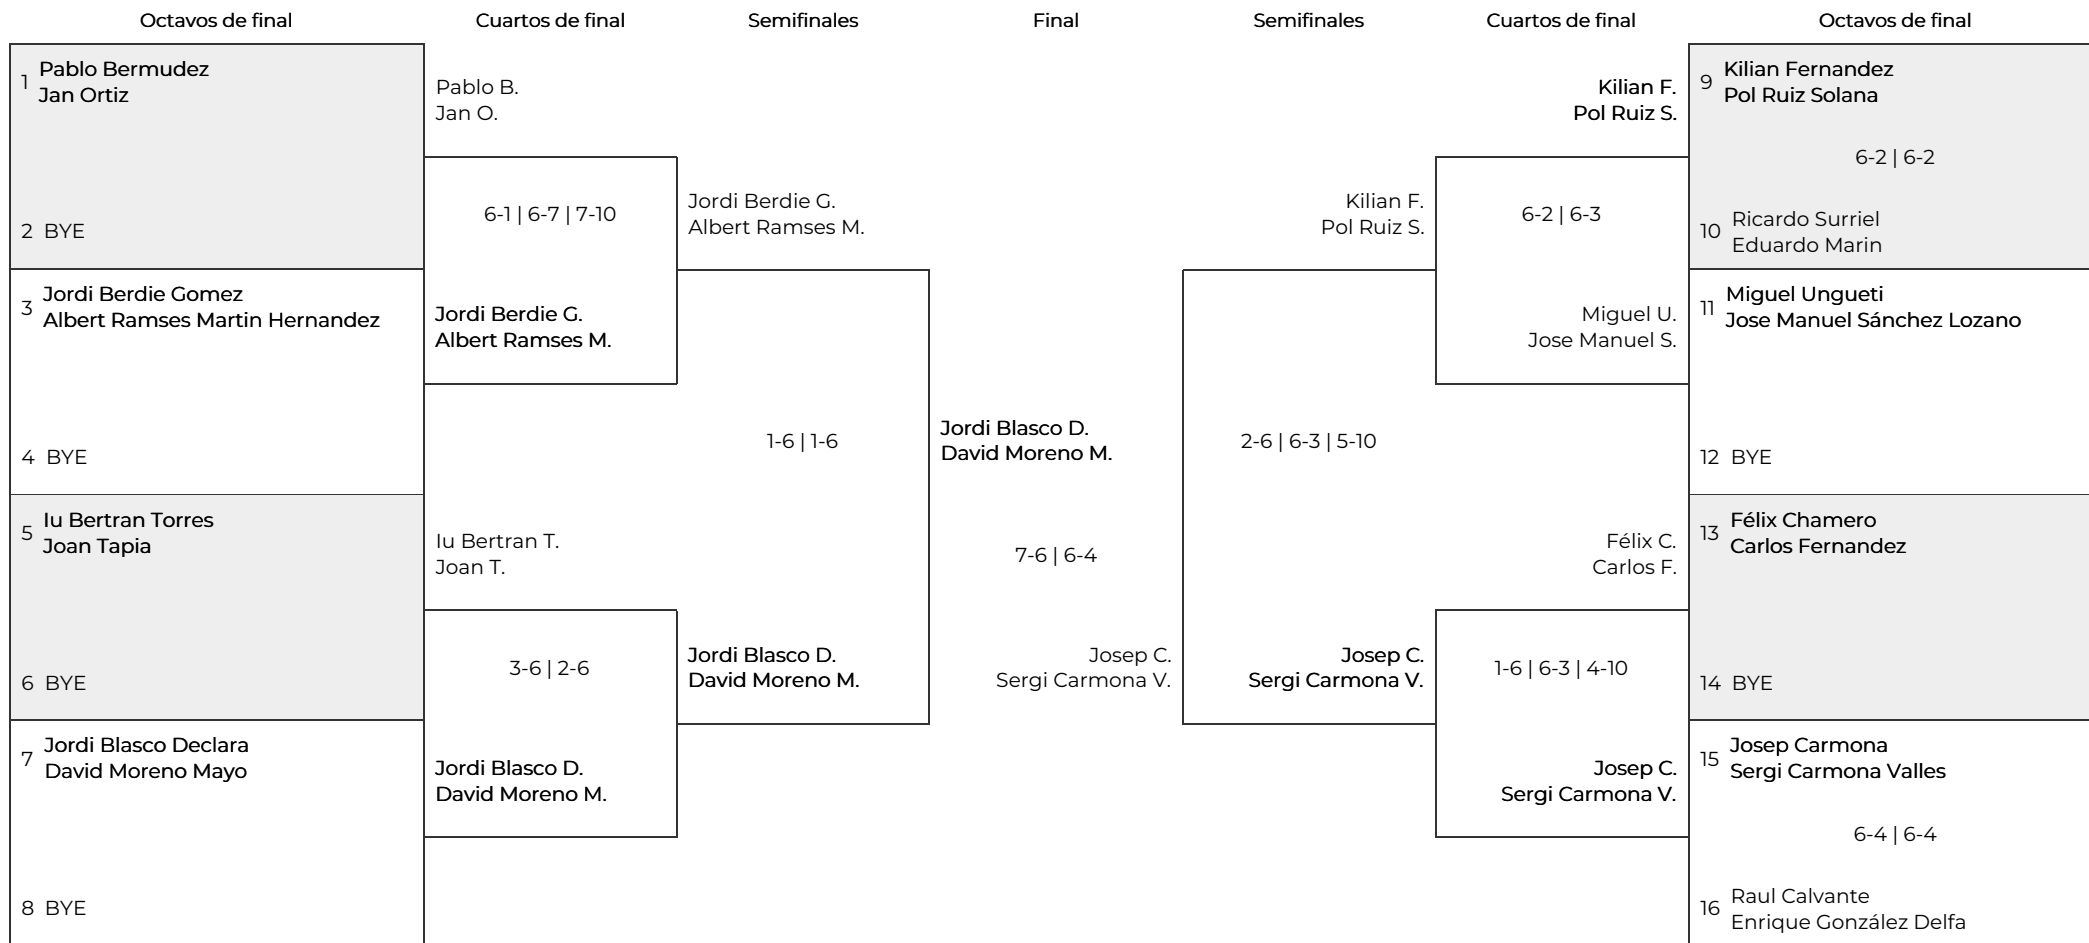 Octavos de final
Cuartos de final
Semifinales
Final
Semifinales
Cuartos de final
Octavos de final
1
Pablo Bermudez
Jan Ortiz
2 BYE
3
Jordi Berdie Gomez
Albert Ramses Martin Hernandez
4 BYE
5
Iu Bertran Torres
Joan Tapia
6 BYE
7
Jordi Blasco Declara
David Moreno Mayo
8 BYE
Pablo B.
Jan O.
6-1 | 6-7 | 7-10
Jordi Berdie G.
Albert Ramses M.
Iu Bertran T.
Joan T.
3-6 | 2-6
Jordi Blasco D.
David Moreno M.
Jordi Berdie G.
Albert Ramses M.
1-6 | 1-6
Jordi Blasco D.
David Moreno M.
Jordi Blasco D.
David Moreno M.
7-6 | 6-4
Josep C.
Sergi Carmona V.
Kilian F.
Pol Ruiz S.
2-6 | 6-3 | 5-10
Josep C.
Sergi Carmona V.
Kilian F.
Pol Ruiz S.
6-2 | 6-3
Miguel U.
Jose Manuel S.
Félix C.
Carlos F.
1-6 | 6-3 | 4-10
Josep C.
Sergi Carmona V.
9
Kilian Fernandez
Pol Ruiz Solana
6-2 | 6-2
10
Ricardo Surriel
Eduardo Marin
11
Miguel Ungueti
Jose Manuel Sánchez Lozano
12 BYE
13
Félix Chamero
Carlos Fernandez
14 BYE
15
Josep Carmona
Sergi Carmona Valles
6-4 | 6-4
16
Raul Calvante
Enrique González Delfa